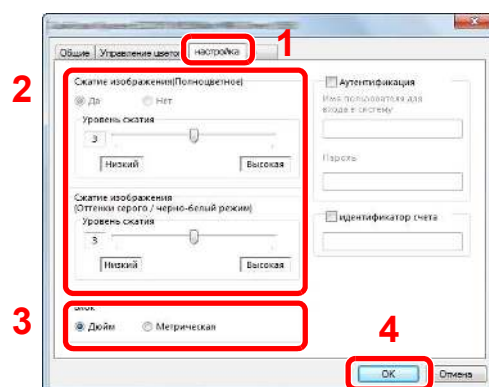 1
Общие Управление цветом настройка
2
Сжатие изображения(Полноцветное)
Да Нет
Уровень сжатия
3
Низкий Высокая
Сжатие изображения
(Оттенки серого / черно-белый режим)
Уровень сжатия
3
Низкий Высокая
Аутентификация
Имя пользователя для
входа в систему
Пароль
идентификатор счета
3
Блок
Дюйм Метрическая
4
OK Отмена